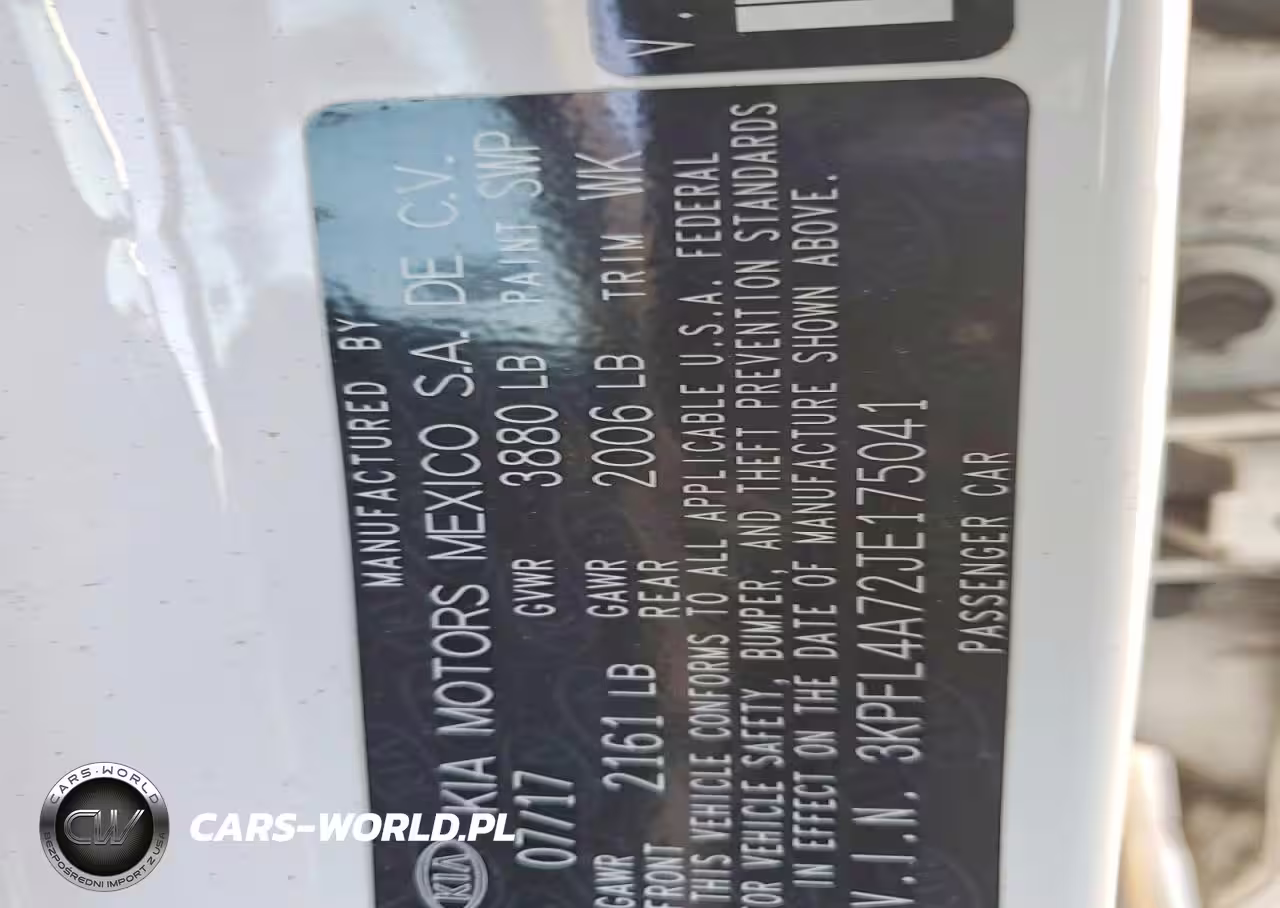 V.
MANUFACTURED BY
KIA KIA MOTORS MEXICO S.A. DE C.V.
07/17 GVWR 3880 LB PAINT SWP
GAWR FRONT 2161 LB GAWR REAR 2006 LB TRIM WK
THIS VEHICLE CONFORMS TO ALL APPLICABLE U.S.A. FEDERAL
OR VEHICLE SAFETY, BUMPER, AND THEFT PREVENTION STANDARDS
IN EFFECT ON THE DATE OF MANUFACTURE SHOWN ABOVE.
V.I.N. 3KPFL4A72JE175041
PASSENGER CAR
CARS-WORLD
CW
BEZPOŚREDNI IMPORT Z USA
CARS-WORLD.PL